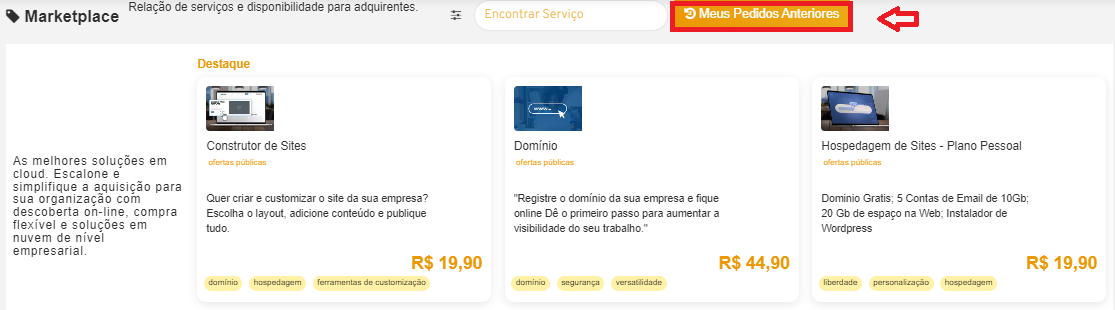 Marketplace
Relação de serviços e disponibilidade para adquirentes.
Encontrar Serviço
Meus Pedidos Anteriores
As melhores soluções em
cloud. Escalone e
simplifique a aquisição para
sua organização com
descoberta on-line, compra
flexível e soluções em
nuvem de nível
empresarial.
Destaque
Construtor de Sites
ofertas públicas
Quer criar e customizar o site da sua empresa?
Escolha o layout, adicione conteúdo e publique
tudo.
R$ 19,90
domínio
hospedagem
ferramentas de customização
Domínio
ofertas públicas
"Registre o domínio da sua empresa e fique
online Dê o primeiro passo para aumentar a
visibilidade do seu trabalho."
R$ 44,90
domínio
segurança
versatilidade
Hospedagem de Sites - Plano Pessoal
ofertas públicas
Dominio Gratis; 5 Contas de Email de 10Gb;
20 Gb de espaço na Web; Instalador de
Wordpress
R$ 19,90
liberdade
personalização
hospedagem